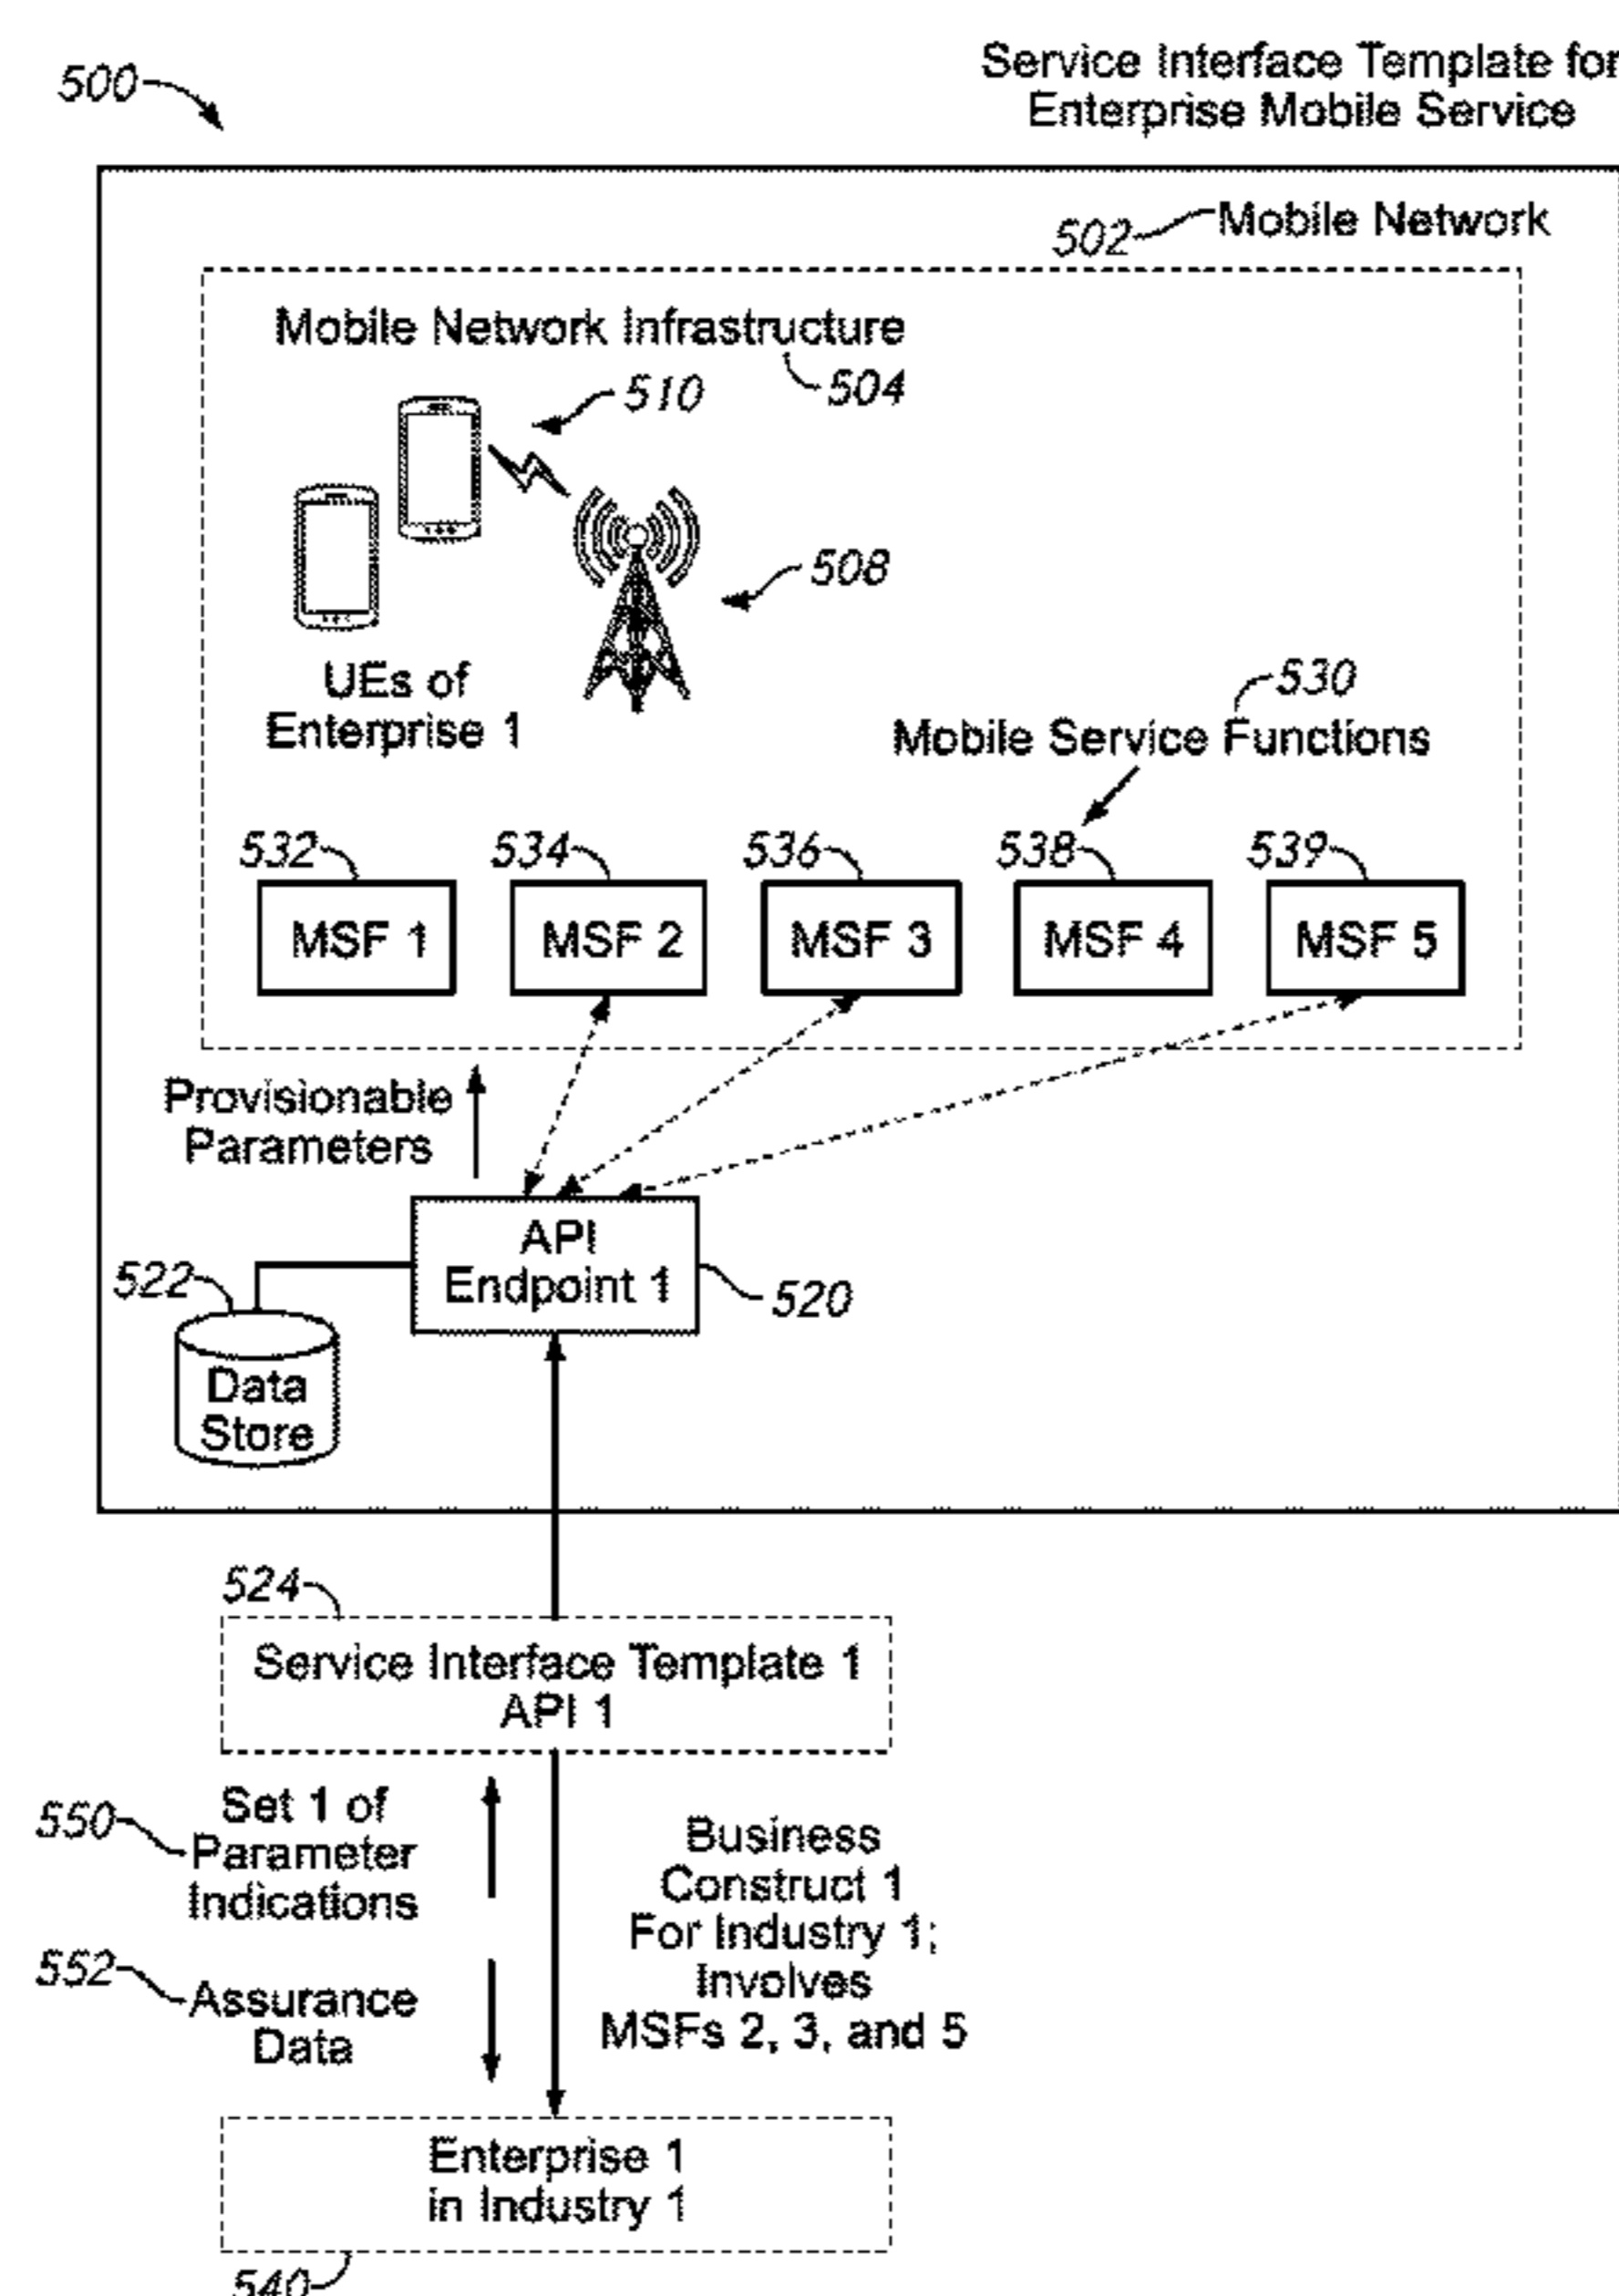 500
Service Interface Template for
Enterprise Mobile Service
502
Mobile Network
Mobile Network Infrastructure
504
510
508
UEs of
Enterprise 1
530
Mobile Service Functions
532
534
536
538
539
MSF 1
MSF 2
MSF 3
MSF 4
MSF 5
Provisionable
Parameters
API
Endpoint 1
520
522
Data
Store
524
Service Interface Template 1
API 1
550
Set 1 of
Parameter
Indications
552
Assurance
Data
Business
Construct 1
For Industry 1;
Involves
MSFs 2, 3, and 5
Enterprise 1
in Industry 1
540